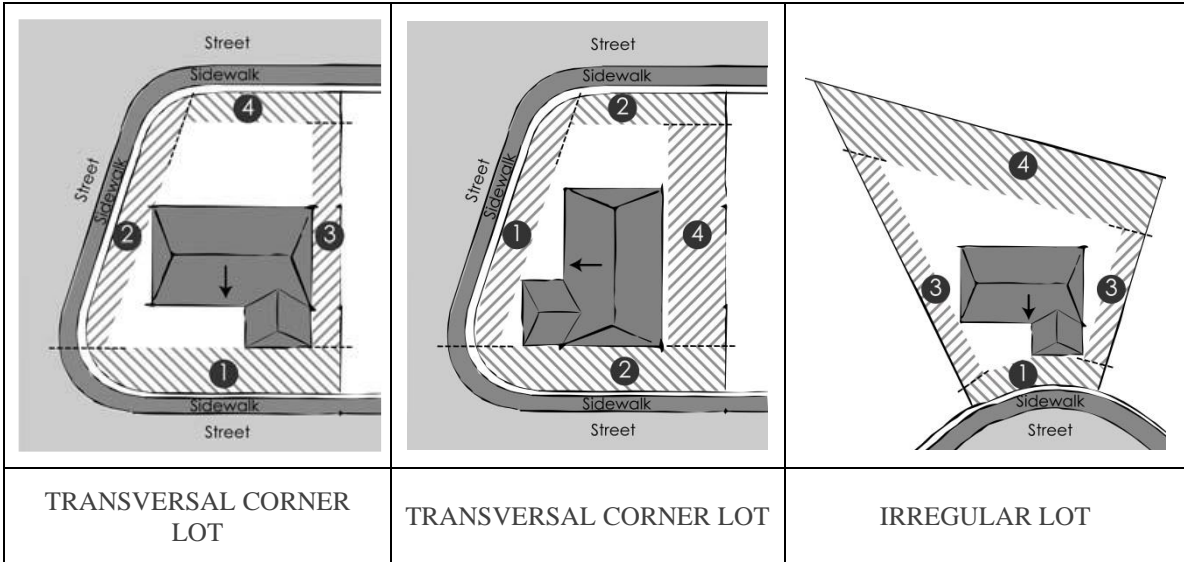 Street
Sidewalk
4
Street
Sidewalk
2
3
1
Sidewalk
Street
TRANSVERSAL CORNER
LOT
Street
Sidewalk
2
Street
Sidewalk
1
4
2
Sidewalk
Street
TRANSVERSAL CORNER LOT
4
3
3
1
Sidewalk
Street
IRREGULAR LOT